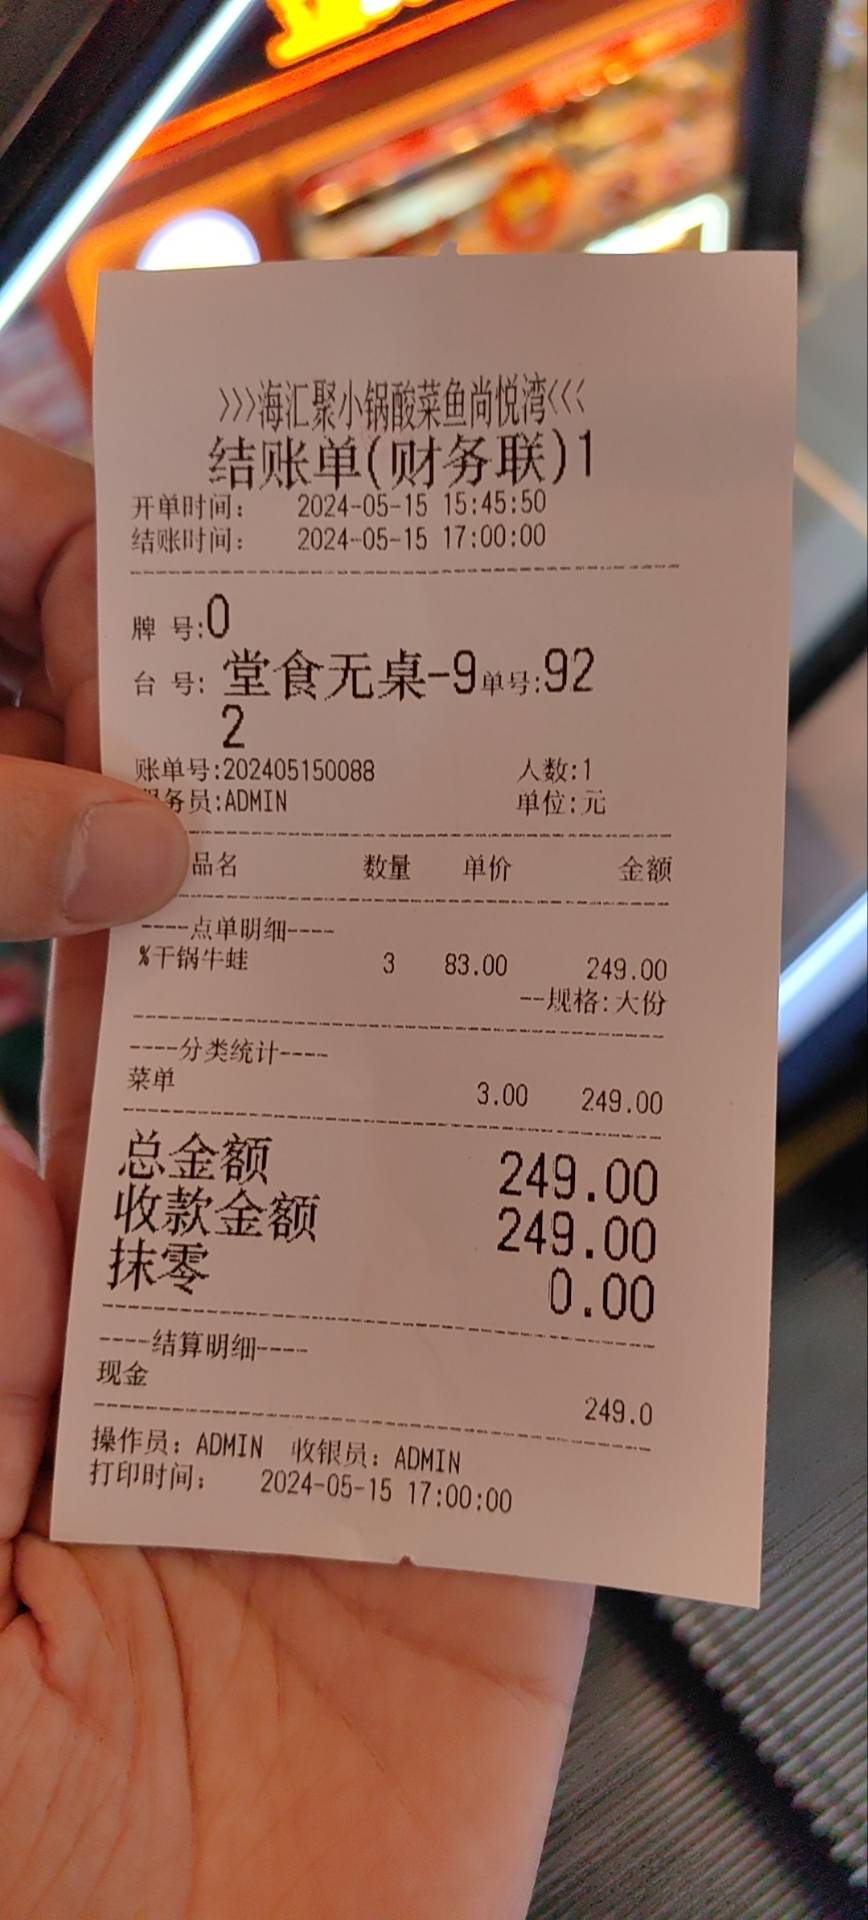 >>>海汇聚小锅酸菜鱼尚悦湾<<<
结账单(财务联)1
开单时间: 2024-05-15 15:45:50
结账时间: 2024-05-15 17:00:00
牌 号:0
台 号: 堂食无桌-9单号:92
2
账单号:202405150088 人数:1
务员:ADMIN 单位:元
品名 数量 单价 金额
----点单明细----
%干锅牛蛙 3 83.00 249.00
--规格:大份
----分类统计----
菜单 3.00 249.00
总金额 249.00
收款金额 249.00
抹零 0.00
----结算明细----
现金 249.0
操作员: ADMIN 收银员: ADMIN
打印时间: 2024-05-15 17:00:00